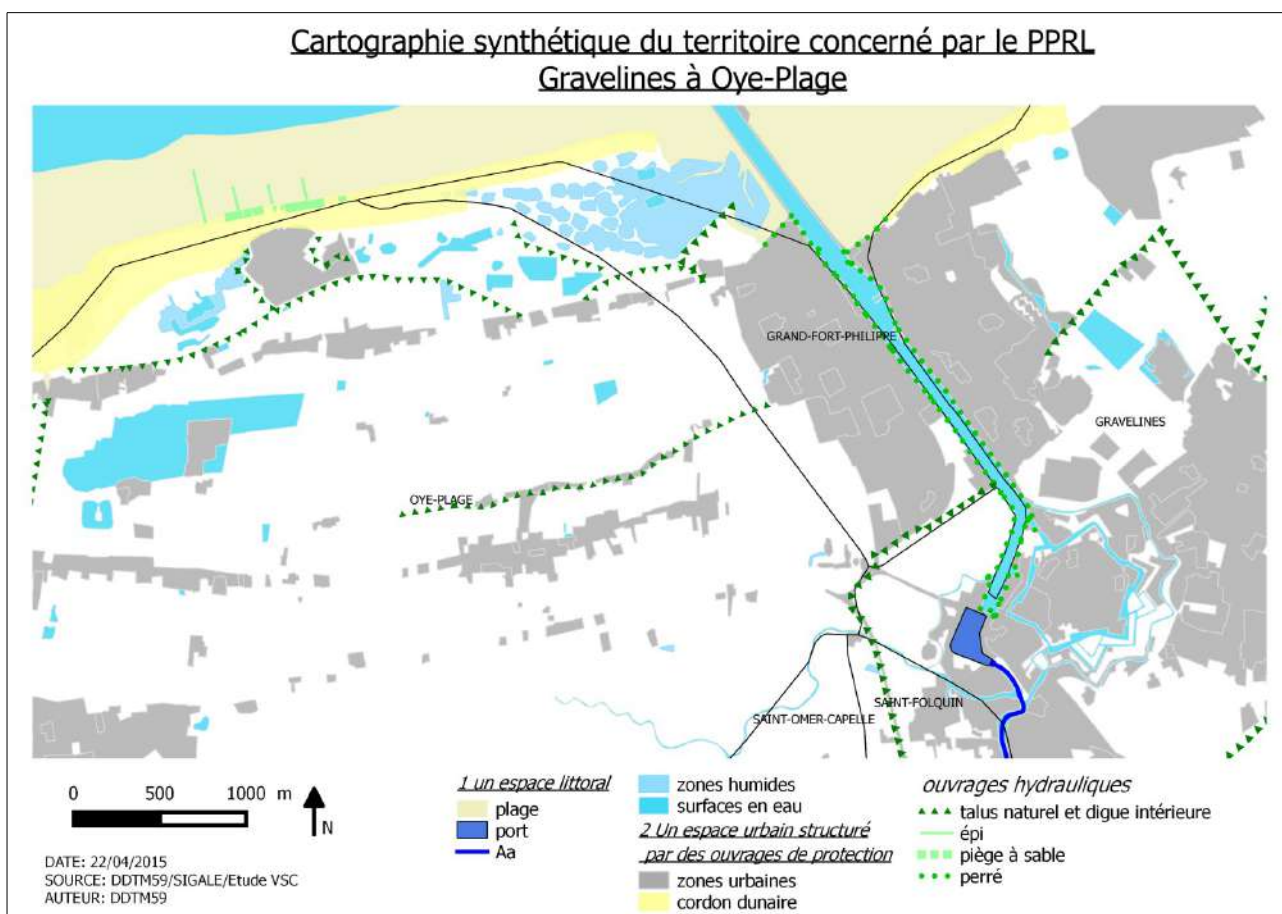 Cartographie synthétique du territoire concerné par le PPRL
Gravelines à Oye-Plage
GRAND-FORT-PHILIPPE
GRAVELINES
OYE-PLAGE
SAINT-FOLQUIN
SAINT-OMER-CAPELLE
0 500 1000 m
N
DATE: 22/04/2015
SOURCE: DDTM59/SIGALE/Etude VSC
AUTEUR: DDTM59
1 un espace littoral
plage
port
Aa
zones humides
surfaces en eau
2 Un espace urbain structuré
par des ouvrages de protection
zones urbaines
cordon dunaire
ouvrages hydrauliques
talus naturel et digue intérieure
épi
piège à sable
perré